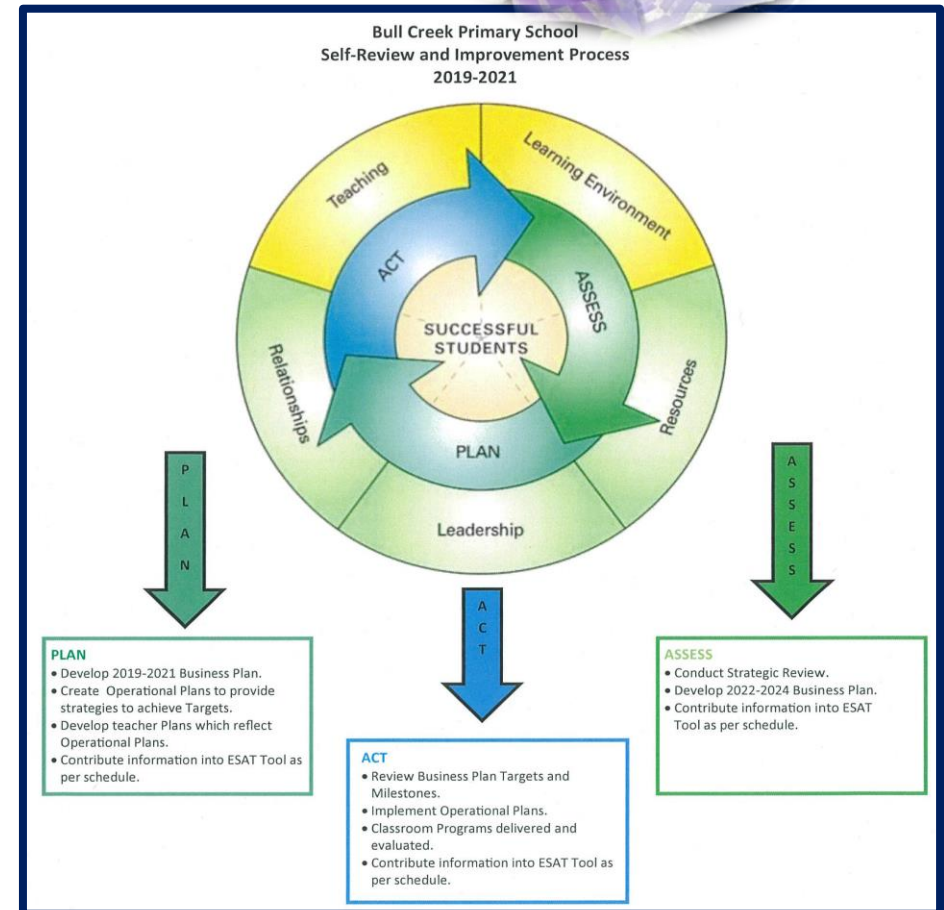 Bull Creek Primary School
Self-Review and Improvement Process
2019-2021
Teaching
Learning Environment
ACT
ASSESS
SUCCESSFUL
STUDENTS
Relationships
Resources
PLAN
Leadership
PLAN
ACT
ASSESS
PLAN
• Develop 2019-2021 Business Plan.
• Create Operational Plans to provide
strategies to achieve Targets.
• Develop teacher Plans which reflect
Operational Plans.
• Contribute information into ESAT Tool as
per schedule.
ACT
• Review Business Plan Targets and
Milestones.
• Implement Operational Plans.
• Classroom Programs delivered and
evaluated.
• Contribute information into ESAT Tool as
per schedule.
ASSESS
• Conduct Strategic Review.
• Develop 2022-2024 Business Plan.
• Contribute information into ESAT
Tool as per schedule.